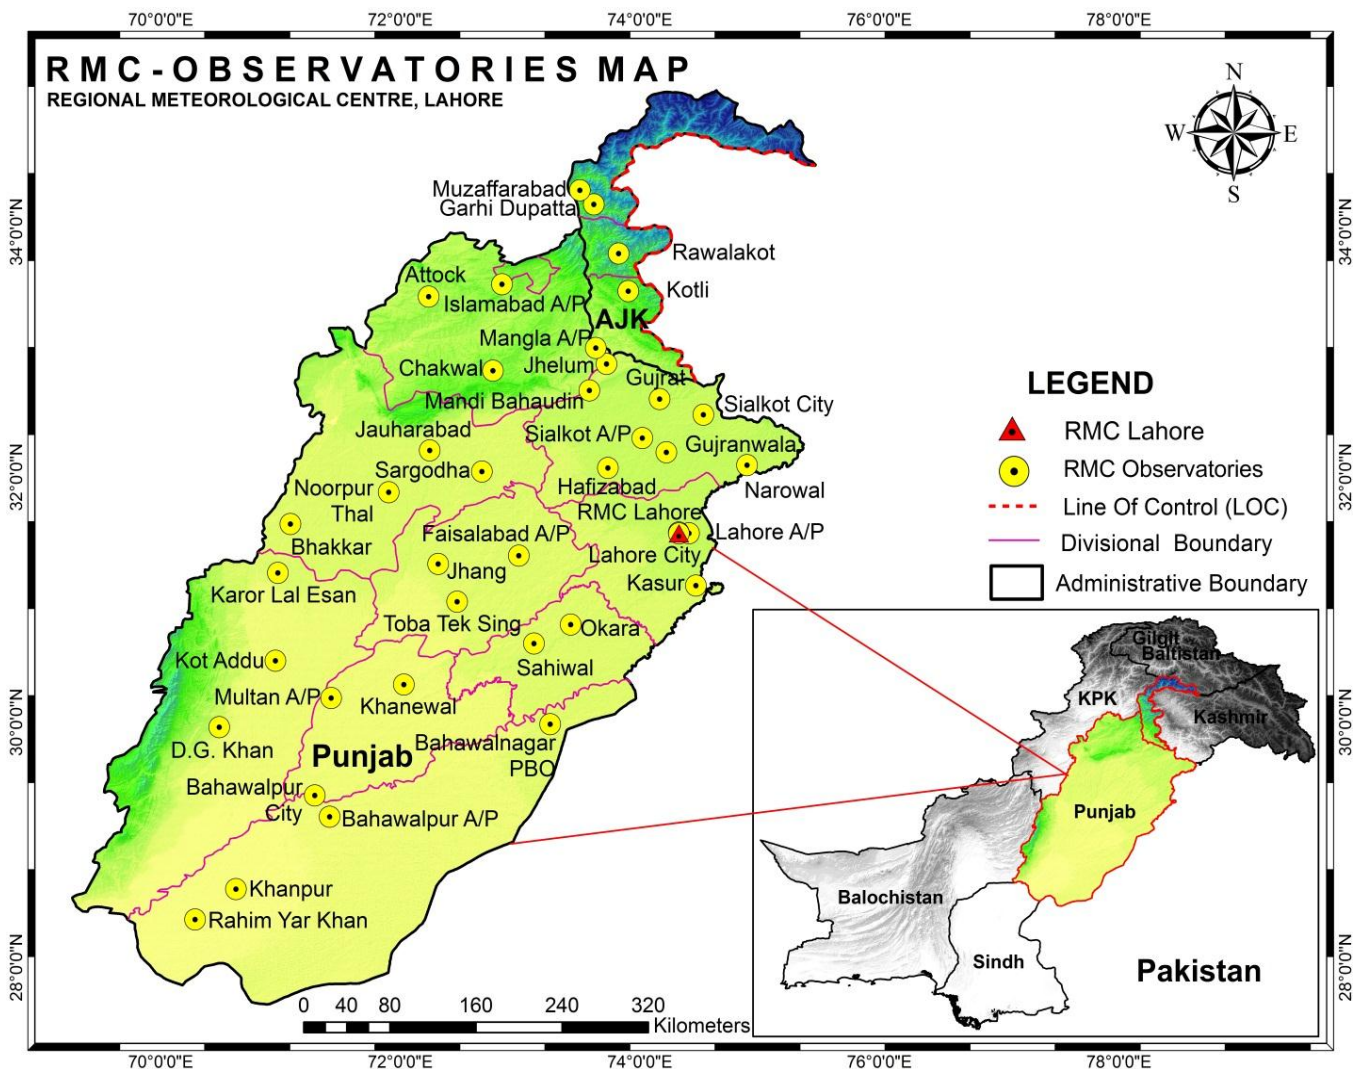 70°0'0"E 72°0'0"E 74°0'0"E 76°0'0"E 78°0'0"E
RMC-OBSERVATORIES MAP
REGIONAL METEOROLOGICAL CENTRE, LAHORE
N
W E
S
34°0'0"N
32°0'0"N
30°0'0"N
28°0'0"N
34°0'0"N
32°0'0"N
30°0'0"N
28°0'0"N
Muzaffarabad
Garhi Dupatta
Rawalakot
Attock
Islamabad A/P
Kotli
AJK
Mangla A/P
Chakwal
Jhelum
Gujrat
Mandi Bahaudin
Sialkot City
Jauharabad
Sialkot A/P
Gujranwala
Sargodha
Hafizabad
Narowal
Noorpur
Thal
RMC Lahore
Bhakkar
Faisalabad A/P
Lahore A/P
Lahore City
Jhang
Kasur
Karor Lal Esan
Toba Tek Sing
Okara
Kot Addu
Sahiwal
Multan A/P
Khanewal
D.G. Khan
Punjab
Bahawalnagar
PBO
Bahawalpur
City
Bahawalpur A/P
Khanpur
Rahim Yar Khan
LEGEND
RMC Lahore
RMC Observatories
Line Of Control (LOC)
Divisional Boundary
Administrative Boundary
Gilgit
Baltistan
KPK
Kashmir
Punjab
Balochistan
Sindh
Pakistan
0 20 40 80 160 240 320
Kilometers
70°0'0"E 72°0'0"E 74°0'0"E 76°0'0"E 78°0'0"E